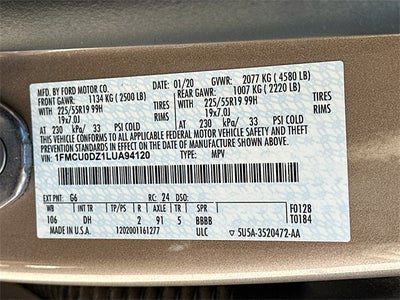 MFD. BY FORD MOTOR CO. 01/20 GVWR: 2077 KG ( 4580 LB)
FRONT GAWR: 1134 KG ( 2500 LB) REAR GAWR: 1007 KG ( 2220 LB)
225/55R19 99H TIRES 225/55R19 99H
19x7.0J RIMS 19x7.0J
AT 230 kPa/ 33 PSI COLD AT 230 kPa/ 33 PSI COLD
THIS VEHICLE CONFORMS TO ALL APPLICABLE FEDERAL MOTOR VEHICLE
SAFETY, BUMPER, AND THEFT PREVENTION STANDARDS IN EFFECT ON THE DATE OF MANUFACTURE SHOWN ABOVE.
VIN: 1FMCU0DZ1LUA94120 TYPE: MPV
EXT PNT: G6 RC: 24 DSO: F0128
WB INT TR TP/PS R AXLE TR SPR T0184
106 DH 2 91 5 BBBB
MADE IN U.S.A. 1202001161277 ULC 5U5A-3520472-AA